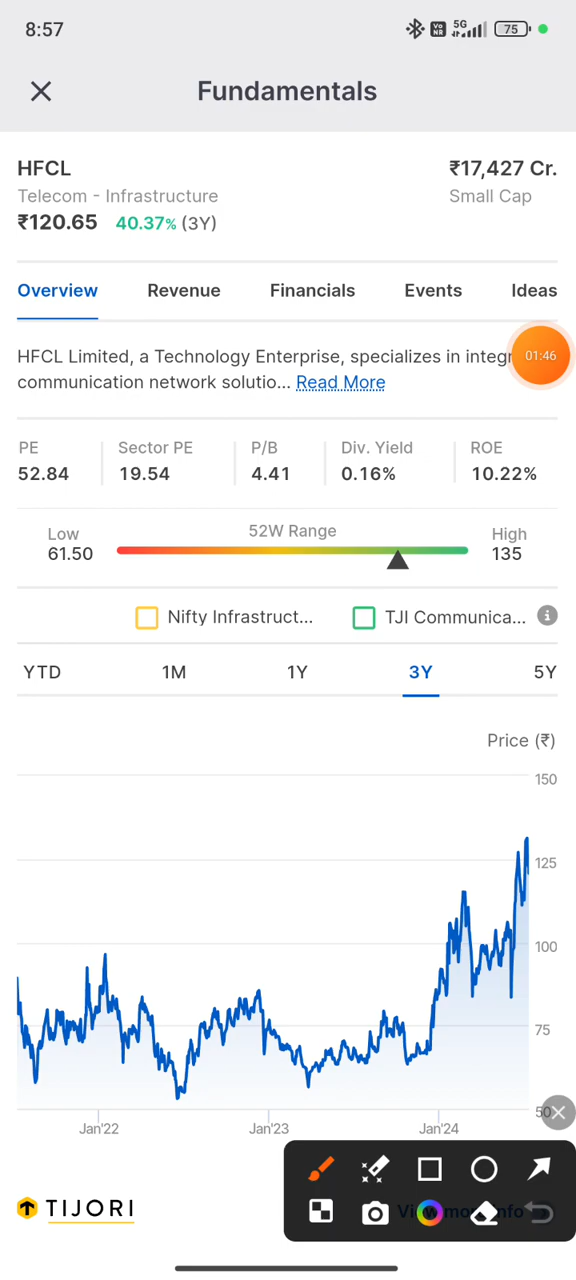 8:57
Vo NR 5G 75
Fundamentals
HFCL ₹17,427 Cr.
Telecom - Infrastructure Small Cap
₹120.65 40.37% (3Y)
Overview Revenue Financials Events Ideas
HFCL Limited, a Technology Enterprise, specializes in integr
01:46
communication network solutio... Read More
PE Sector PE P/B Div. Yield ROE
52.84 19.54 4.41 0.16% 10.22%
Low 52W Range High
61.50 135
Nifty Infrastruct... TJI Communica...
YTD 1M 1Y 3Y 5Y
Price (₹)
150
125
100
75
50
Jan'22 Jan'23 Jan'24
TIJORI